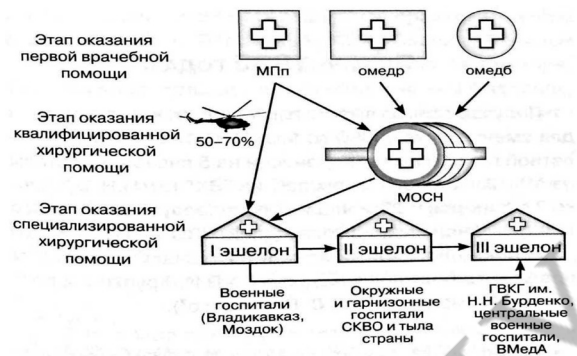 Этап оказания
первой врачебной
помощи
МПп
омедр
омедб
Этап оказания
квалифицированной
хирургической
помощи
50–70%
МОСН
Этап оказания
специализированной
хирургической
помощи
I эшелон
II эшелон
III эшелон
Военные
госпитали
(Владикавказ,
Моздок)
Окружные
и гарнизонные
госпитали
СКВО и тыла
страны
ГВКГ им.
Н.Н. Бурденко,
центральные
военные
госпитали,
ВМедА